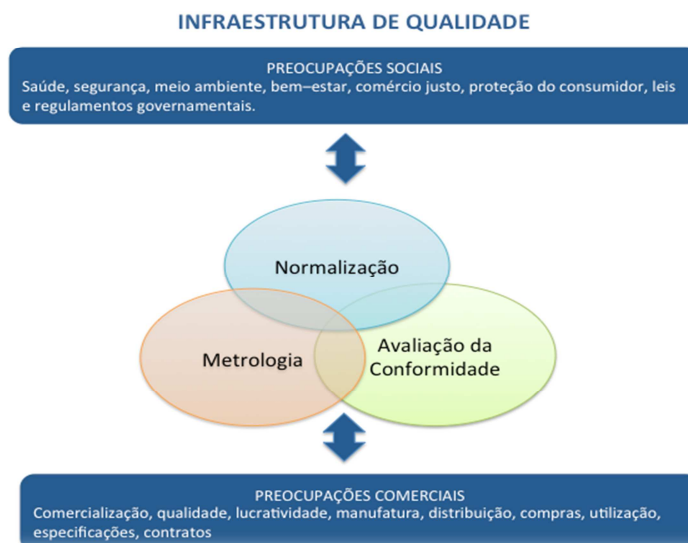 INFRAESTRUTURA DE QUALIDADE
PREOCUPAÇÕES SOCIAIS
Saúde, segurança, meio ambiente, bem–estar, comércio justo, proteção do consumidor, leis
e regulamentos governamentais.
Normalização
Metrologia
Avaliação da
Conformidade
PREOCUPAÇÕES COMERCIAIS
Comercialização, qualidade, lucratividade, manufatura, distribuição, compras, utilização,
especificações, contratos